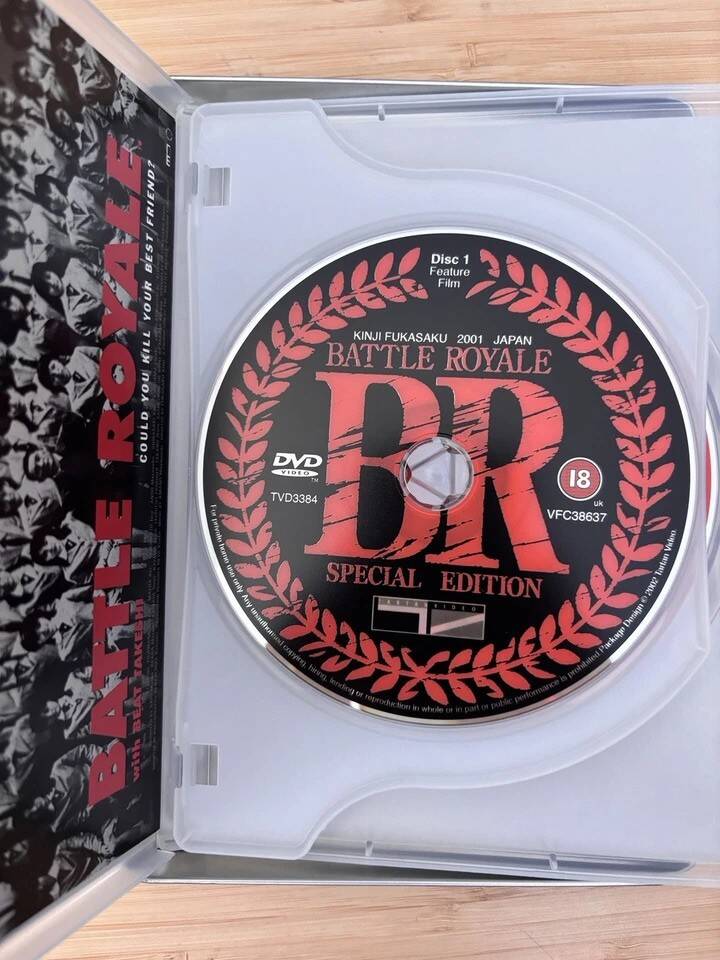 BATTLE ROYALE
COULD YOU KILL YOUR BEST FRIEND?
with BEAT TAKESHI
Disc 1
Feature
Film
KINJI FUKASAKU 2001 JAPAN
BATTLE ROYALE
BR
DVD
VIDEO
TM
TVD3384
18
uk
VFC38637
SPECIAL EDITION
TARTAN VIDEO
For private home use only. Any unauthorised copying, hiring, lending or reproduction in whole or in part or public performance is prohibited. Package Design © 2002 Tartan Video.